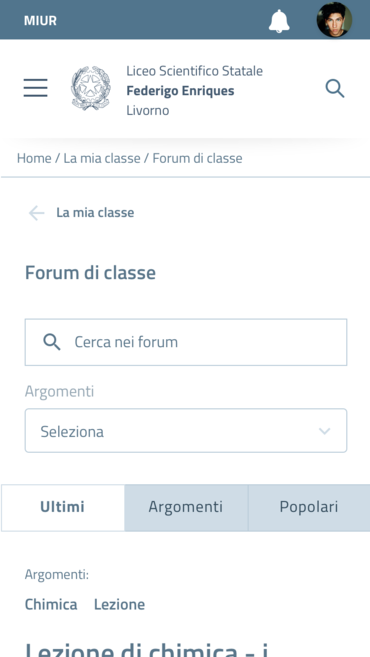 MIUR
Liceo Scientifico Statale
Federigo Enriques
Livorno
Home / La mia classe / Forum di classe
La mia classe
Forum di classe
Cerca nei forum
Argomenti
Seleziona
Ultimi Argomenti Popolari
Argomenti:
Chimica Lezione
Lezione di chimica - i